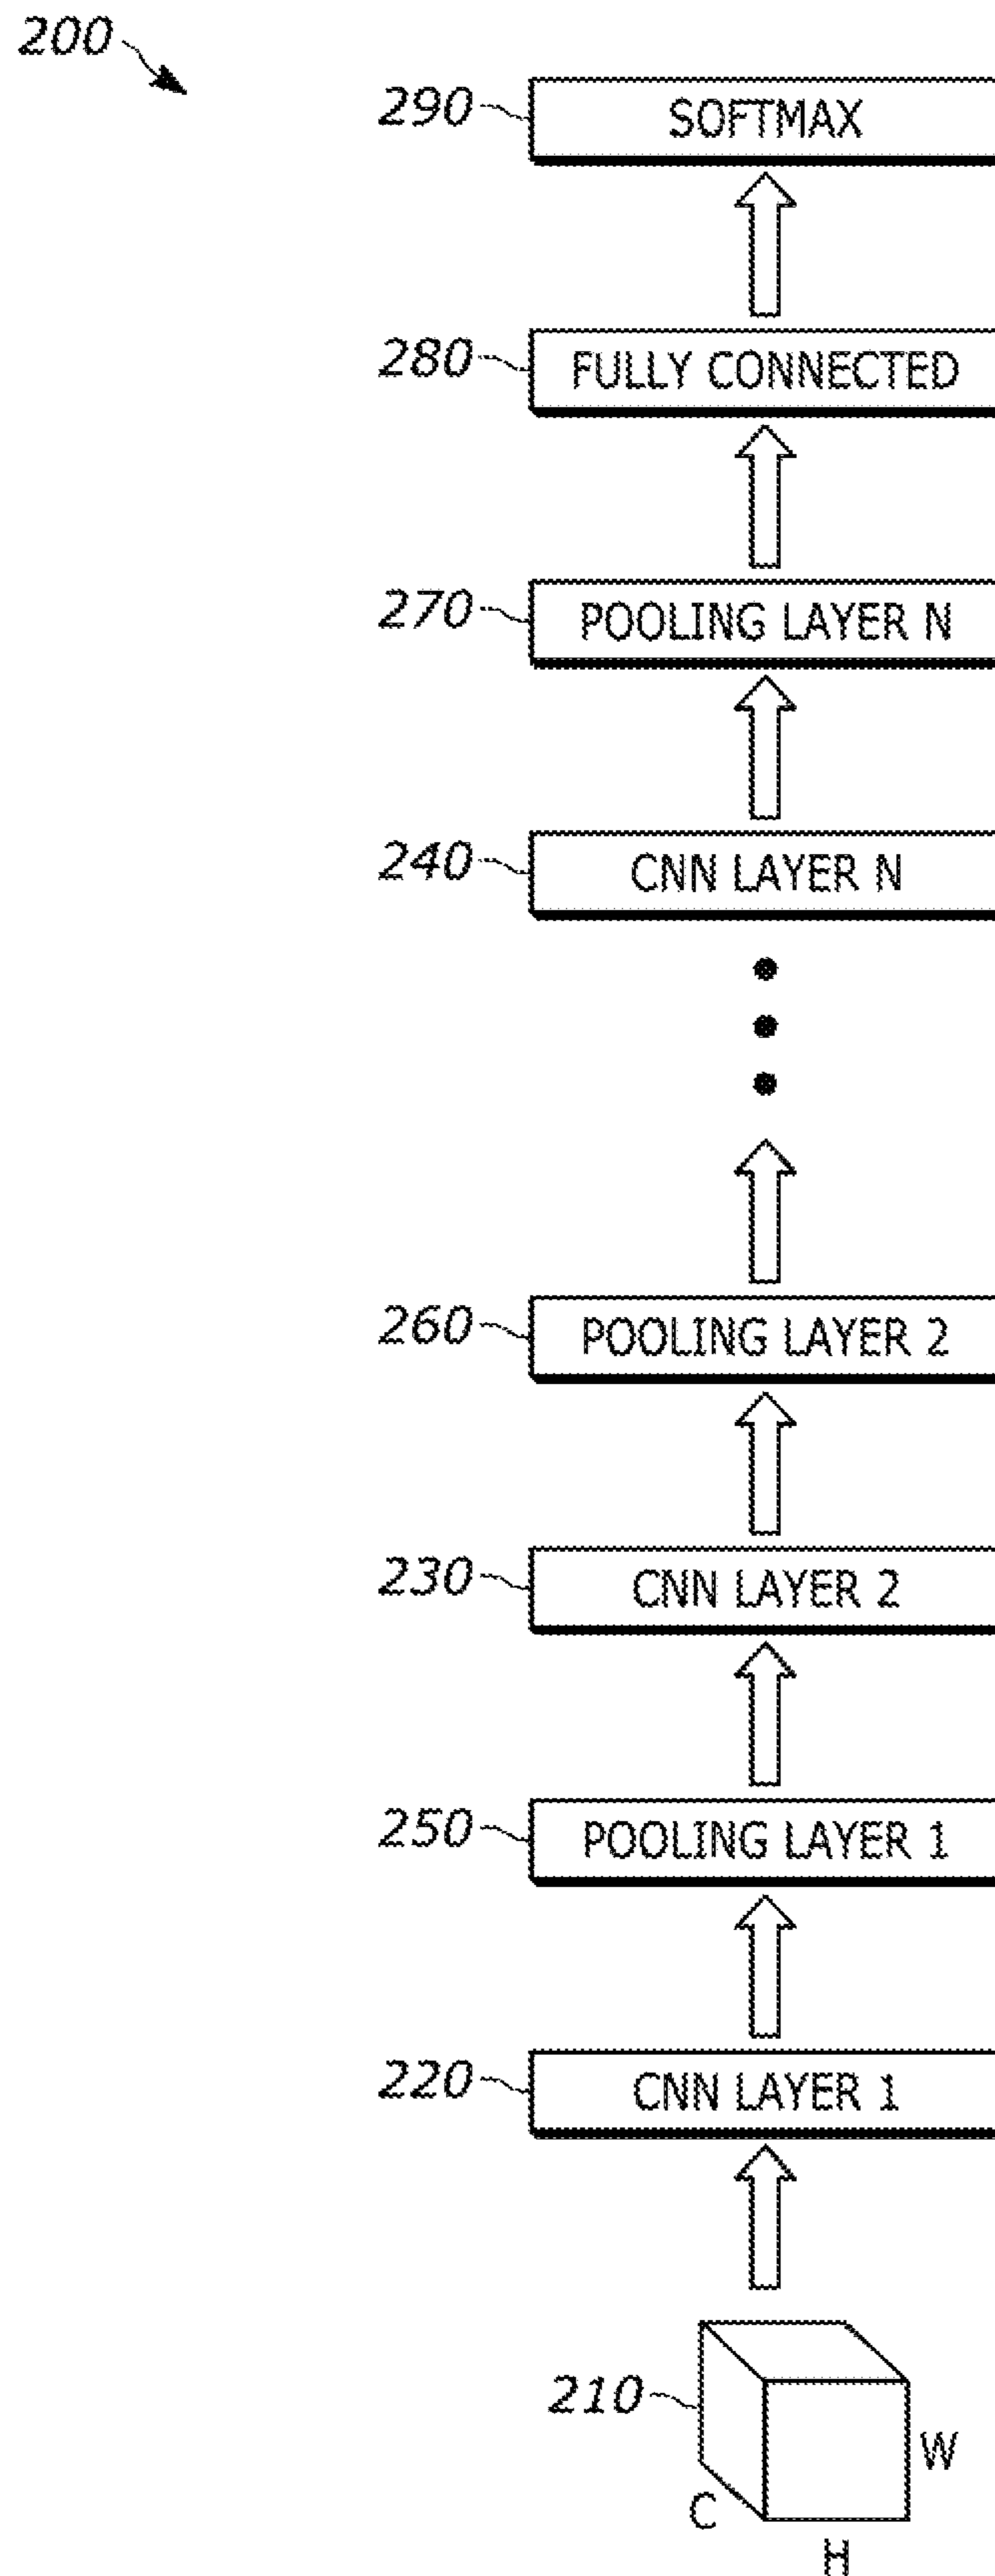 200
290 SOFTMAX
280 FULLY CONNECTED
270 POOLING LAYER N
240 CNN LAYER N
260 POOLING LAYER 2
230 CNN LAYER 2
250 POOLING LAYER 1
220 CNN LAYER 1
210
W
C
H